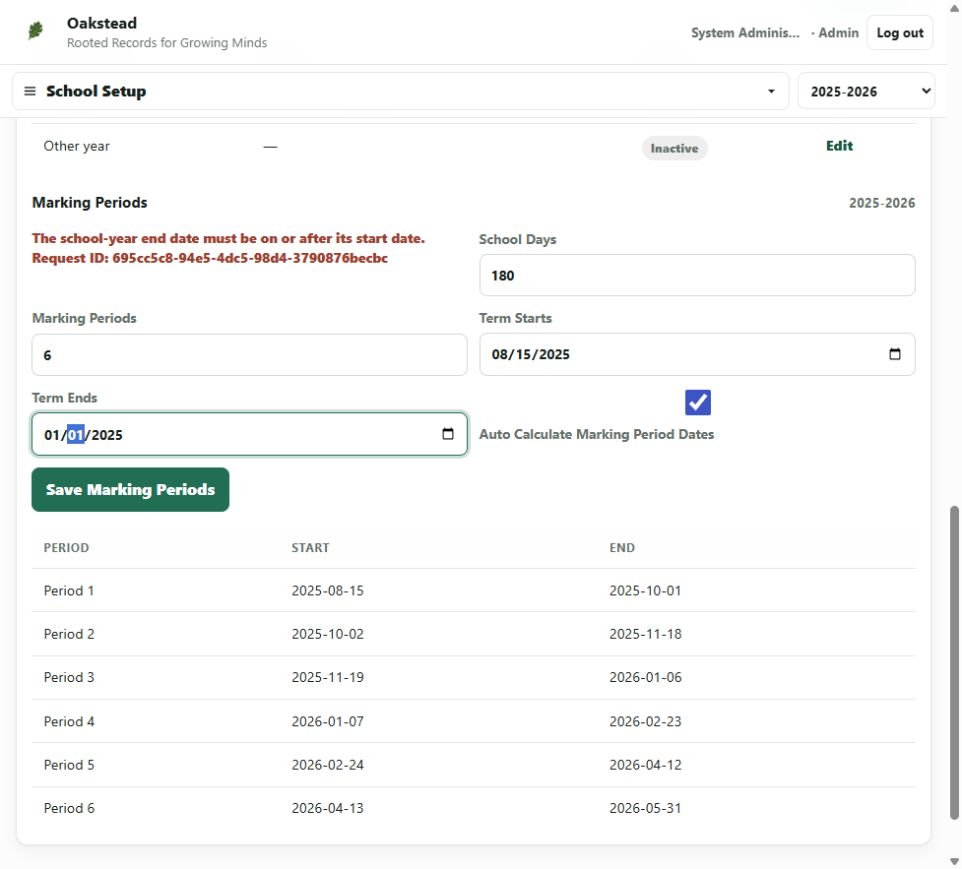 Oakstead
Rooted Records for Growing Minds
System Adminis... · Admin
Log out
School Setup
2025-2026
Other year — Inactive Edit
Marking Periods 2025-2026
The school-year end date must be on or after its start date.
Request ID: 695cc5c8-94e5-4dc5-98d4-3790876becbc
School Days
180
Marking Periods
6
Term Starts
08/15/2025
Term Ends
01/01/2025
Auto Calculate Marking Period Dates
Save Marking Periods
PERIOD START END
Period 1 2025-08-15 2025-10-01
Period 2 2025-10-02 2025-11-18
Period 3 2025-11-19 2026-01-06
Period 4 2026-01-07 2026-02-23
Period 5 2026-02-24 2026-04-12
Period 6 2026-04-13 2026-05-31